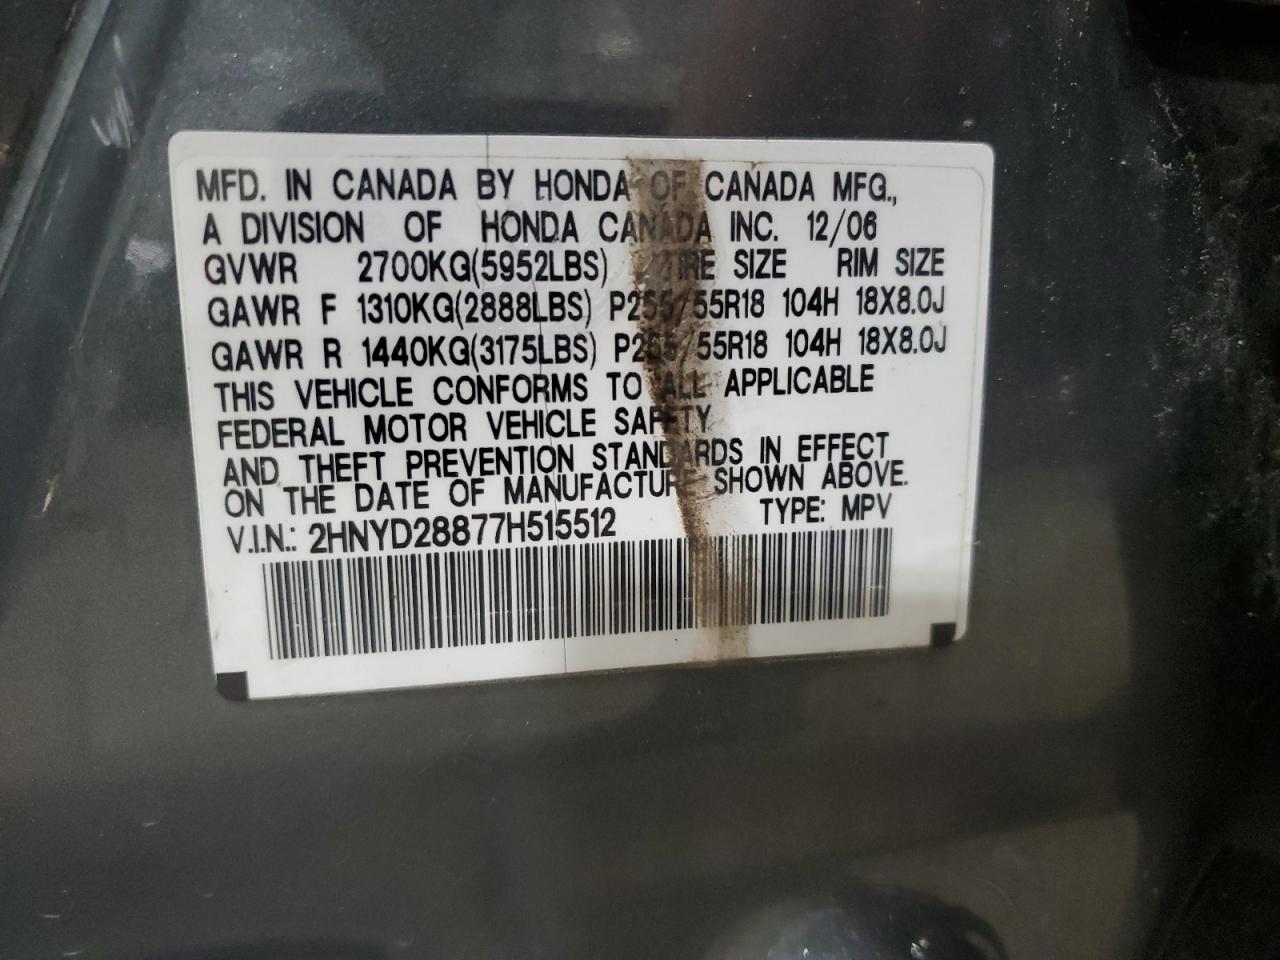 MFD. IN CANADA BY HONDA OF CANADA MFG.,
A DIVISION OF HONDA CANADA INC. 12/06
GVWR 2700KG(5952LBS) TIRE SIZE RIM SIZE
GAWR F 1310KG(2888LBS) P255/55R18 104H 18X8.0J
GAWR R 1440KG(3175LBS) P255/55R18 104H 18X8.0J
THIS VEHICLE CONFORMS TO ALL APPLICABLE
FEDERAL MOTOR VEHICLE SAFETY
AND THEFT PREVENTION STANDARDS IN EFFECT
ON THE DATE OF MANUFACTURE SHOWN ABOVE.
V.I.N.: 2HNYD28877H515512 TYPE: MPV